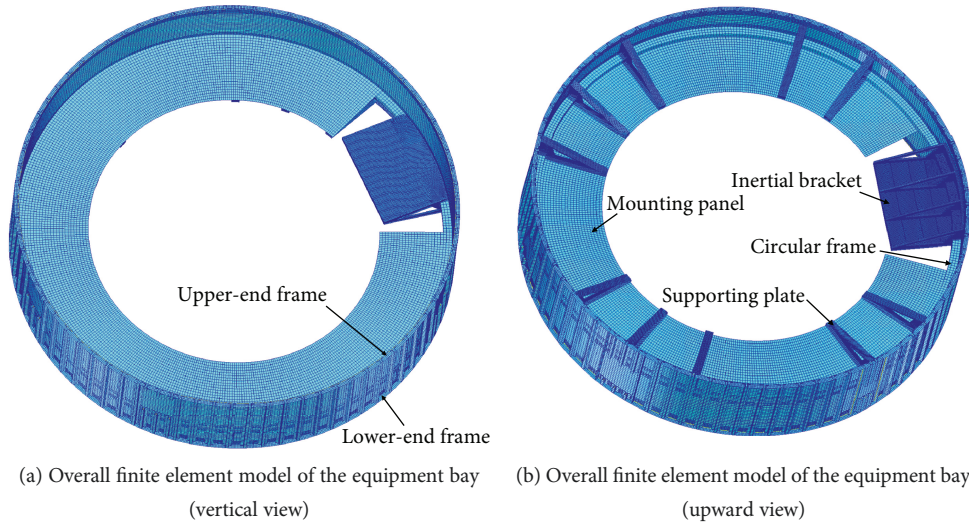 Upper-end frame
Lower-end frame
(a) Overall finite element model of the equipment bay
(vertical view)
Inertial bracket
Mounting panel
Circular frame
Supporting plate
(b) Overall finite element model of the equipment bay
(upward view)